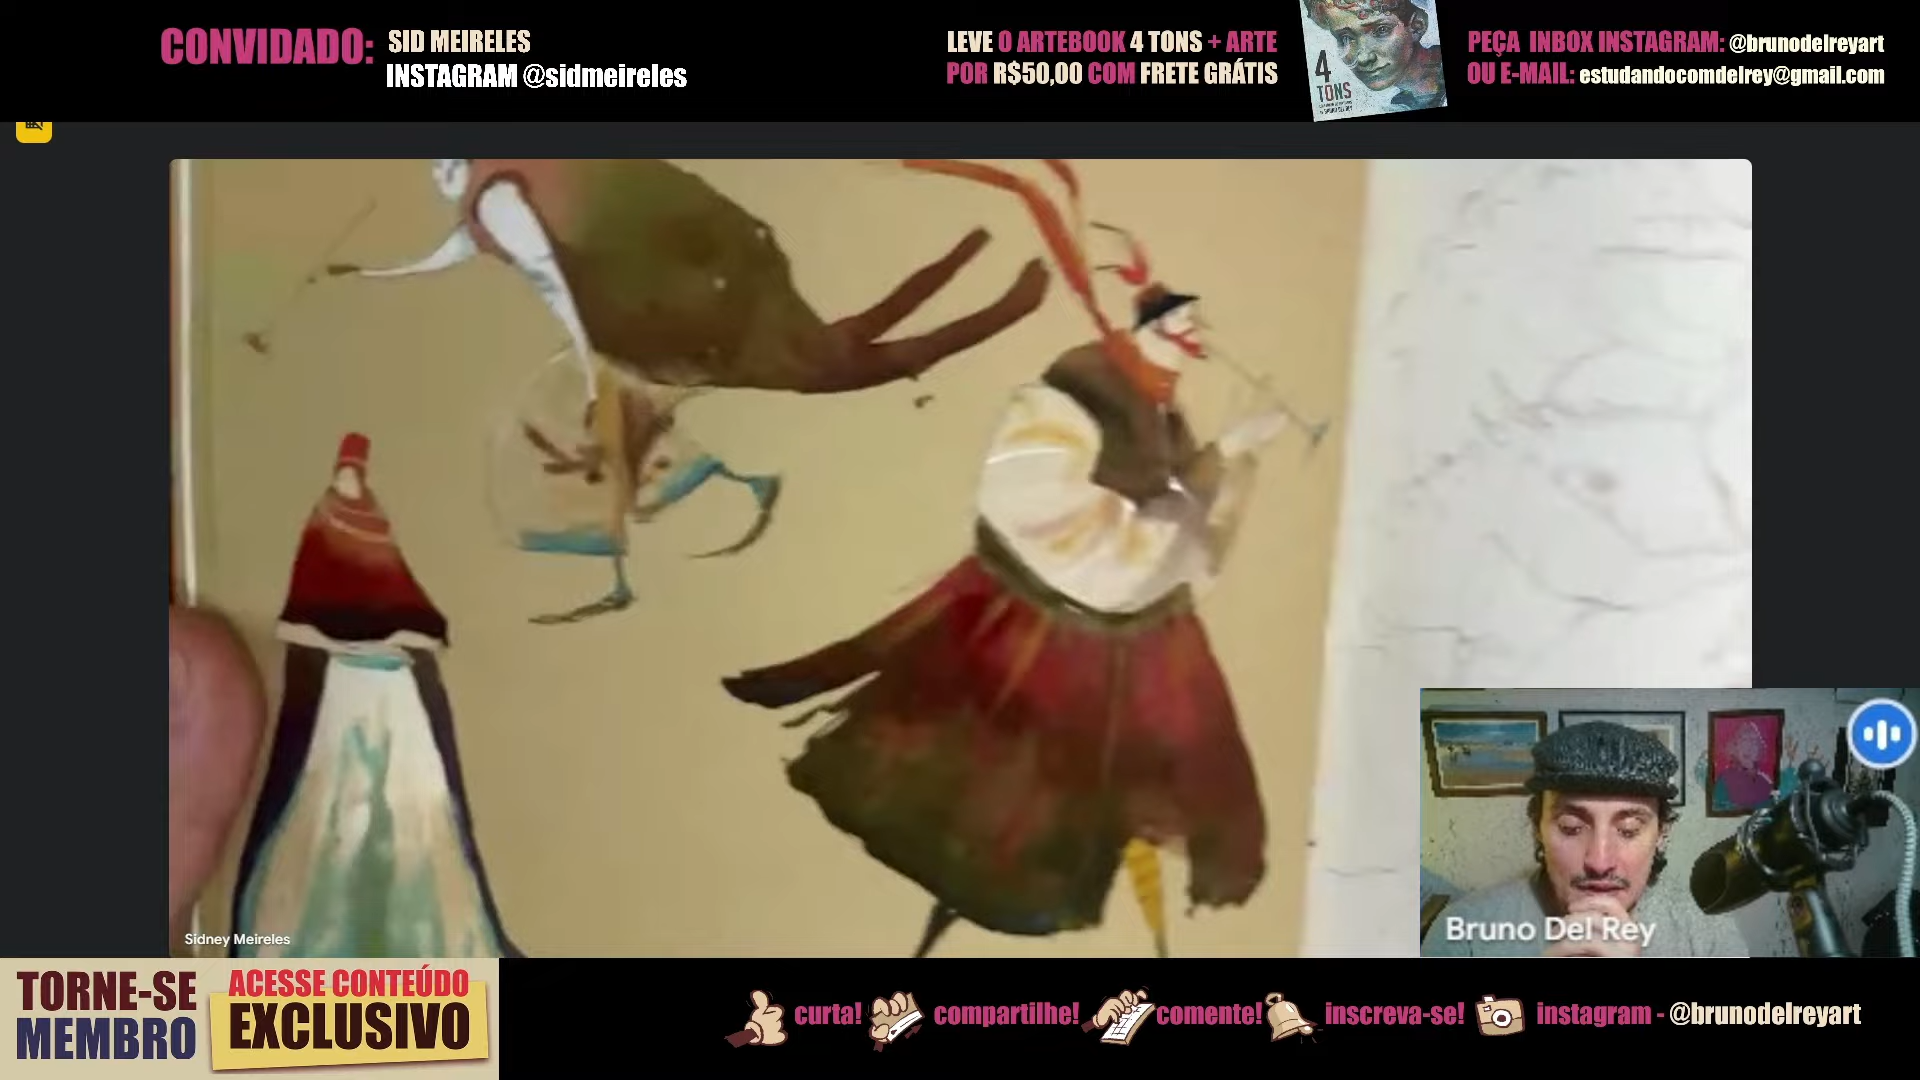 CONVIDADO: SID MEIRELES
INSTAGRAM @sidmeireles
LEVE O ARTEBOOK 4 TONS + ARTE
POR R$50,00 COM FRETE GRÁTIS
4
TONS
PEÇA INBOX INSTAGRAM: @brunodelreyart
OU E-MAIL: estudandocomdelrey@gmail.com
Sidney Meireles
Bruno Del Rey
TORNE-SE
MEMBRO
ACESSE CONTEÚDO
EXCLUSIVO
curta! compartilhe! comente! inscreva-se! instagram - @brunodelreyart